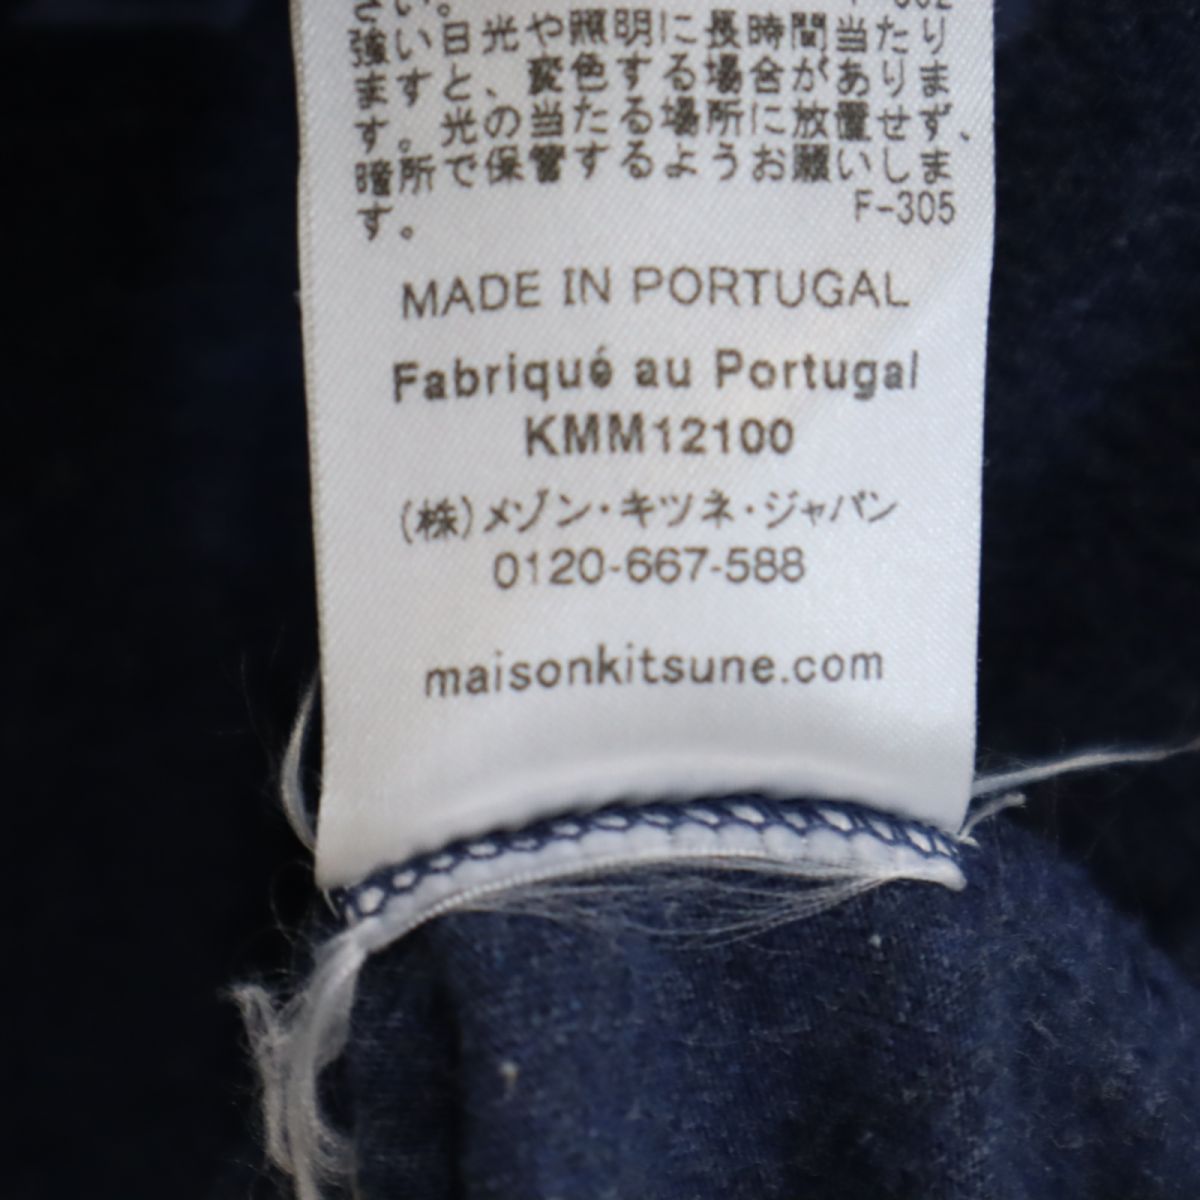 さい。
強い日光や照明に長時間当たり
ますと、変色する場合がありま
す。光の当たる場所に放置せず、
暗所で保管するようお願いしま
す。
F-305
MADE IN PORTUGAL
Fabriqué au Portugal
KMM12100
(株)メゾン・キツネ・ジャパン
0120-667-588
maisonkitsune.com